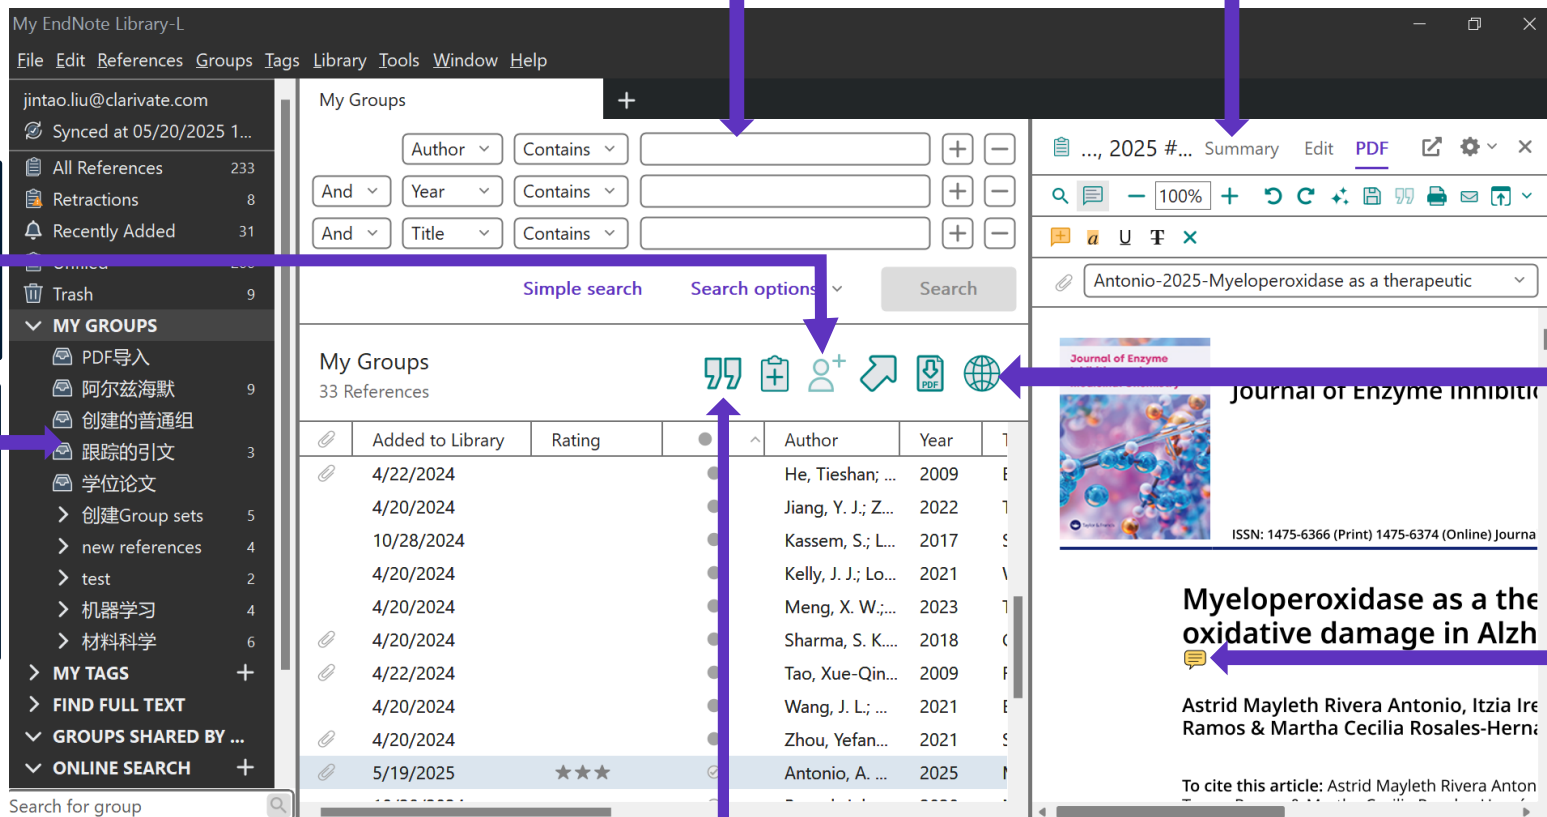 My EndNote Library-L
File Edit References Groups Tags Library Tools Window Help
jintao.liu@clarivate.com
Synced at 05/20/2025 1...
All References 233
Retractions 8
Recently Added 31
Trash 9
MY GROUPS
PDF导入
阿尔兹海默 9
创建的普通组
跟踪的引文 3
学位论文
创建Group sets 5
new references 4
test 2
机器学习 4
材料科学 6
MY TAGS +
FIND FULL TEXT
GROUPS SHARED BY ...
ONLINE SEARCH +
Search for group
My Groups +
Author Contains
And Year Contains
And Title Contains
Simple search Search options Search
My Groups
33 References
PDF
Added to Library Rating Author Year
4/22/2024 He, Tieshan; ... 2009
4/20/2024 Jiang, Y. J.; Z... 2022
10/28/2024 Kassem, S.; L... 2017
4/20/2024 Kelly, J. J.; Lo... 2021
4/20/2024 Meng, X. W.;... 2023
4/20/2024 Sharma, S. K.... 2018
4/22/2024 Tao, Xue-Qin... 2009
4/20/2024 Wang, J. L.; ... 2021
4/20/2024 Zhou, Yefan... 2021
5/19/2025 ★★★ Antonio, A. ... 2025
..., 2025 #... Summary Edit PDF
100%
a U T
Antonio-2025-Myeloperoxidase as a therapeutic
Journal of Enzyme
Taylor & Francis
Journal of Enzyme
ISSN: 1475-6366 (Print) 1475-6374 (Online) Journa
Myeloperoxidase as a the
oxidative damage in Alzh
Astrid Mayleth Rivera Antonio, Itzia Ire
Ramos & Martha Cecilia Rosales-Herna
To cite this article: Astrid Mayleth Rivera Anton